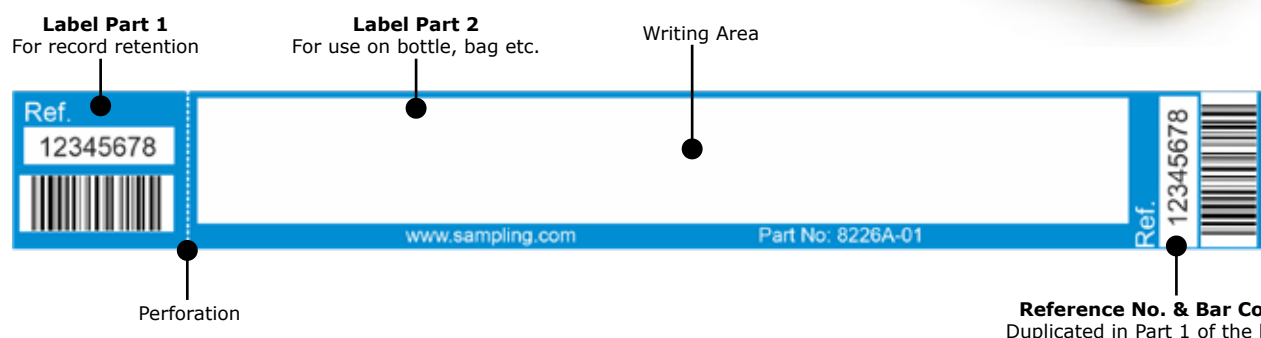 Label Part 1
For record retention
Label Part 2
For use on bottle, bag etc.
Writing Area
Ref.
12345678
www.sampling.com
Part No: 8226A-01
Ref.
12345678
Perforation
Reference No. & Bar Co
Duplicated in Part 1 of the